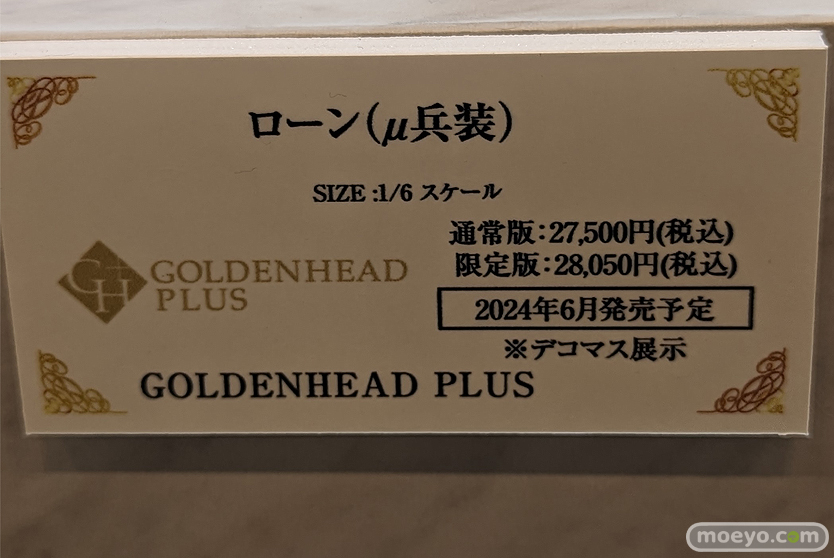 ローン(μ兵装)
SIZE :1/6 スケール
通常版：27,500円(税込)
限定版：28,050円(税込)
GH
GOLDENHEAD
PLUS
2024年6月発売予定
※デコマス展示
GOLDENHEAD PLUS
moeyo.com